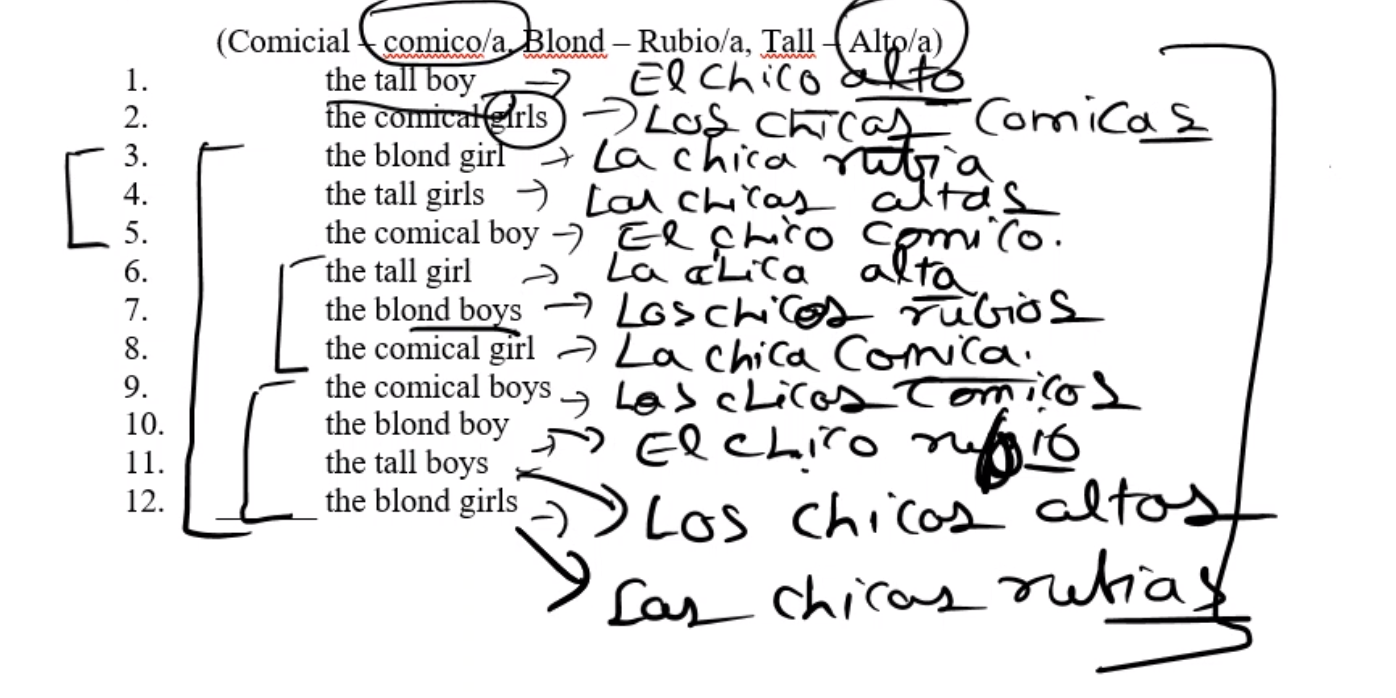 (Comicial – comico/a, Blond – Rubio/a, Tall – Alto/a)
1. the tall boy → El chico alto
2. the comical girls → Las chicas comicas
3. the blond girl → La chica rubia
4. the tall girls → Las chicas altas
5. the comical boy → El chico comico.
6. the tall girl → La chica alta
7. the blond boys → Los chicos rubios
8. the comical girl → La chica comica.
9. the comical boys → Los chicos comicos
10. the blond boy → El chico rubio
11. the tall boys → Los chicos altos
12. the blond girls → Las chicas rubias